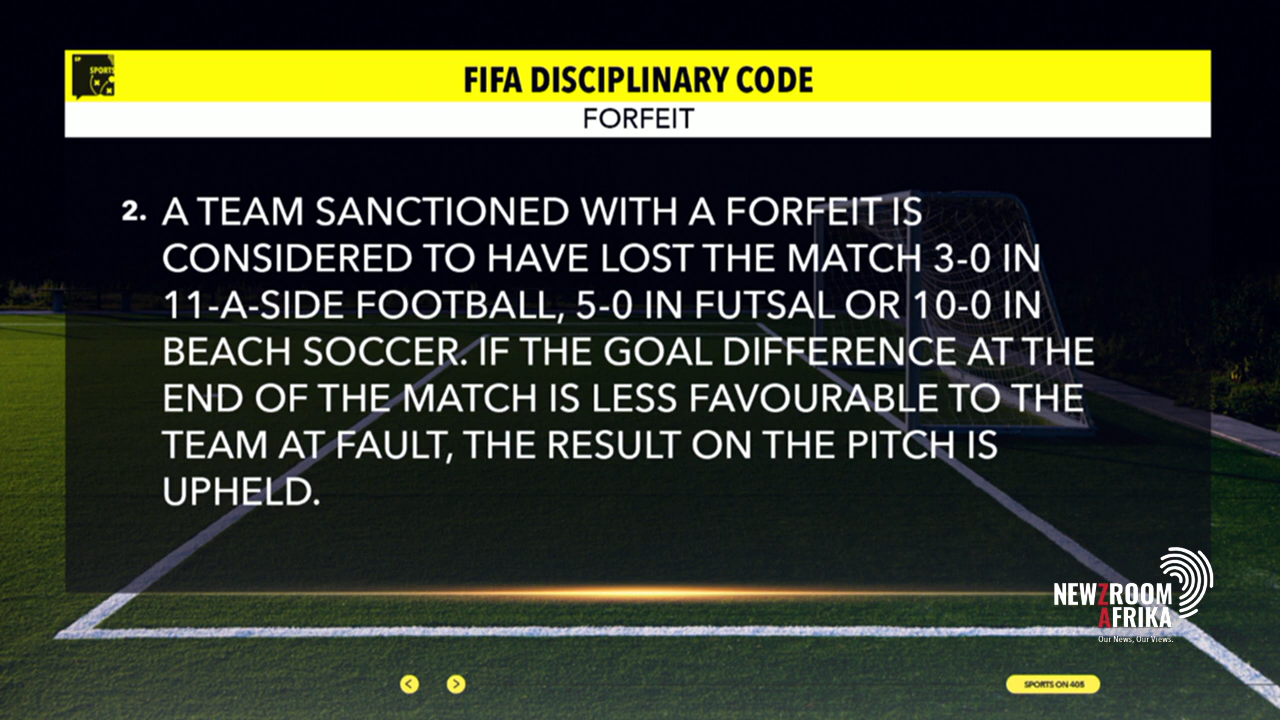 SPORTS
FIFA DISCIPLINARY CODE
FORFEIT
2. A TEAM SANCTIONED WITH A FORFEIT IS
CONSIDERED TO HAVE LOST THE MATCH 3-0 IN
11-A-SIDE FOOTBALL, 5-0 IN FUTSAL OR 10-0 IN
BEACH SOCCER. IF THE GOAL DIFFERENCE AT THE
END OF THE MATCH IS LESS FAVOURABLE TO THE
TEAM AT FAULT, THE RESULT ON THE PITCH IS
UPHELD.
NEWZROOM
AFRIKA
Our News, Our Views.
SPORTS ON 405